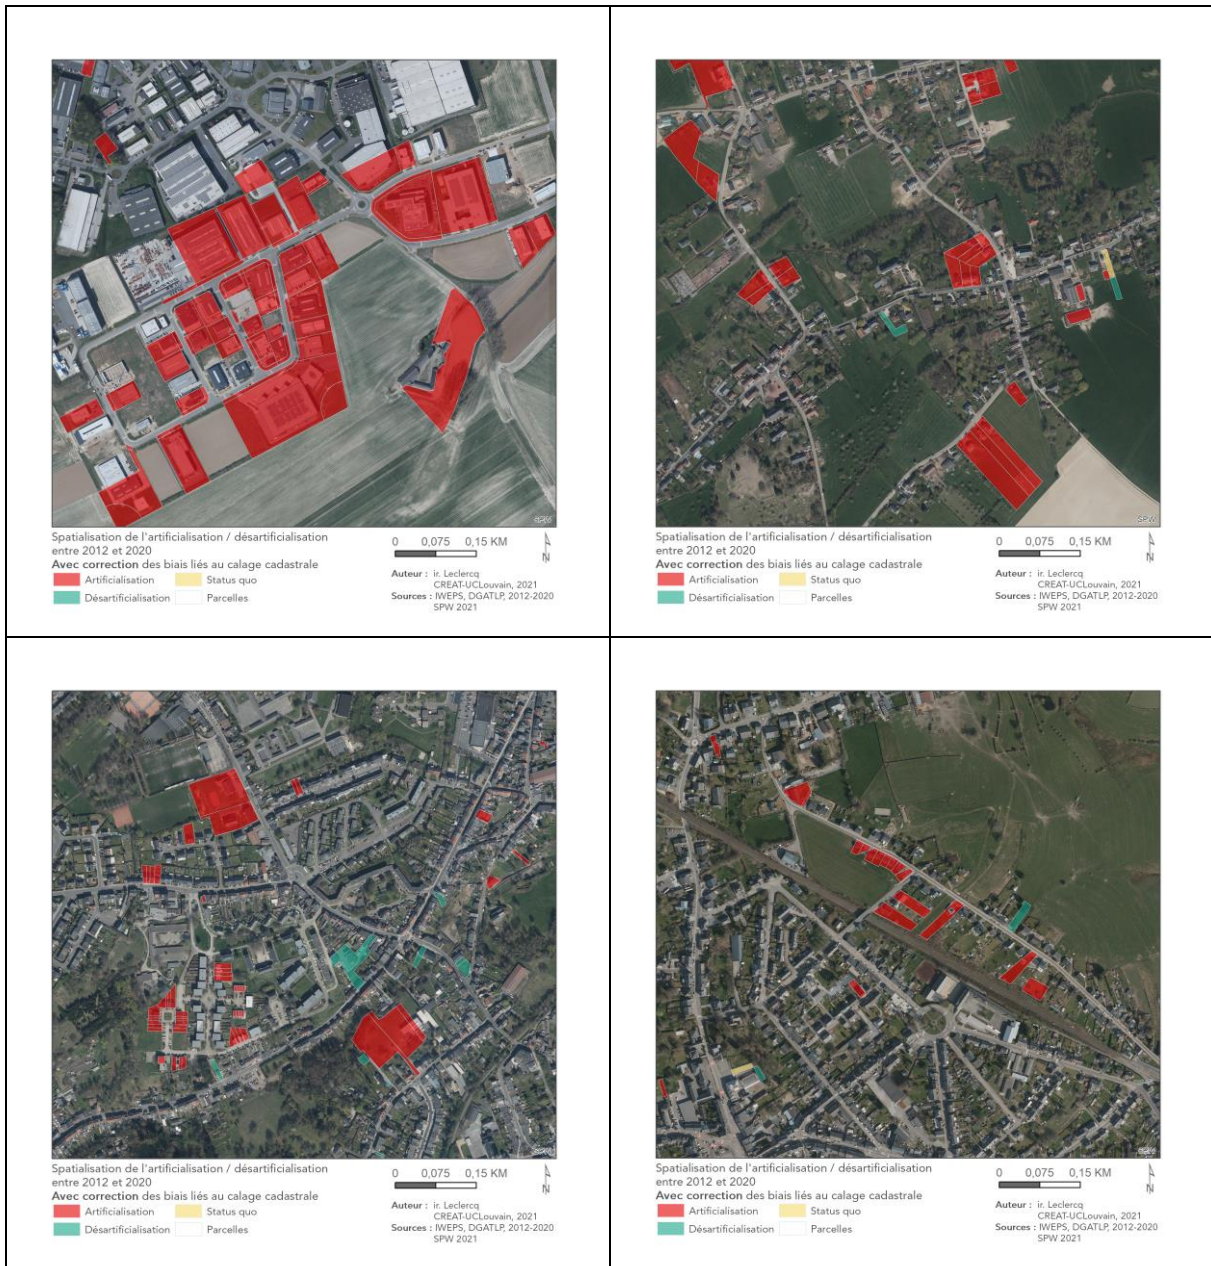 SPW
Spatialisation de l'artificialisation / désartificialisation
entre 2012 et 2020
Avec correction des biais liés au calage cadastrale
Artificialisation Status quo
Désartificialisation Parcelles
0 0,075 0,15 KM
N
Auteur : ir. Leclercq
CREAT-UCLouvain, 2021
Sources : IWEPS, DGATLP, 2012-2020
SPW 2021
SPW
Spatialisation de l'artificialisation / désartificialisation
entre 2012 et 2020
Avec correction des biais liés au calage cadastrale
Artificialisation Status quo
Désartificialisation Parcelles
0 0,075 0,15 KM
N
Auteur : ir. Leclercq
CREAT-UCLouvain, 2021
Sources : IWEPS, DGATLP, 2012-2020
SPW 2021
SPW
Spatialisation de l'artificialisation / désartificialisation
entre 2012 et 2020
Avec correction des biais liés au calage cadastrale
Artificialisation Status quo
Désartificialisation Parcelles
0 0,075 0,15 KM
N
Auteur : ir. Leclercq
CREAT-UCLouvain, 2021
Sources : IWEPS, DGATLP, 2012-2020
SPW 2021
SPW
Spatialisation de l'artificialisation / désartificialisation
entre 2012 et 2020
Avec correction des biais liés au calage cadastrale
Artificialisation Status quo
Désartificialisation Parcelles
0 0,075 0,15 KM
N
Auteur : ir. Leclercq
CREAT-UCLouvain, 2021
Sources : IWEPS, DGATLP, 2012-2020
SPW 2021